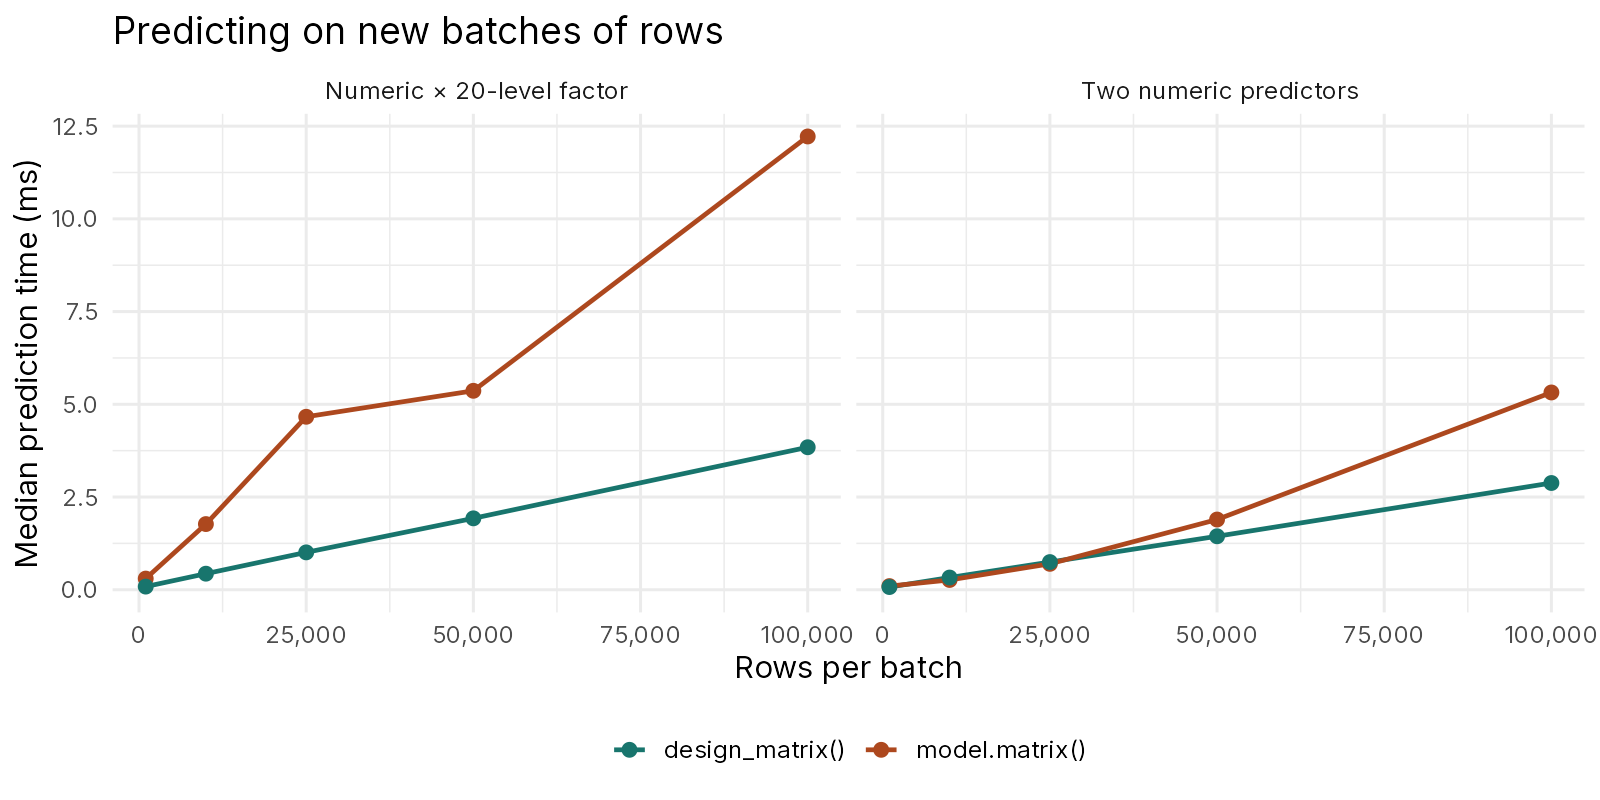 Predicting on new batches of rows
Numeric × 20-level factor
Two numeric predictors
Median prediction time (ms)
12.5
10.0
7.5
5.0
2.5
0.0
0 25,000 50,000 75,000 100,000
0 25,000 50,000 75,000 100,000
Rows per batch
design_matrix() model.matrix()